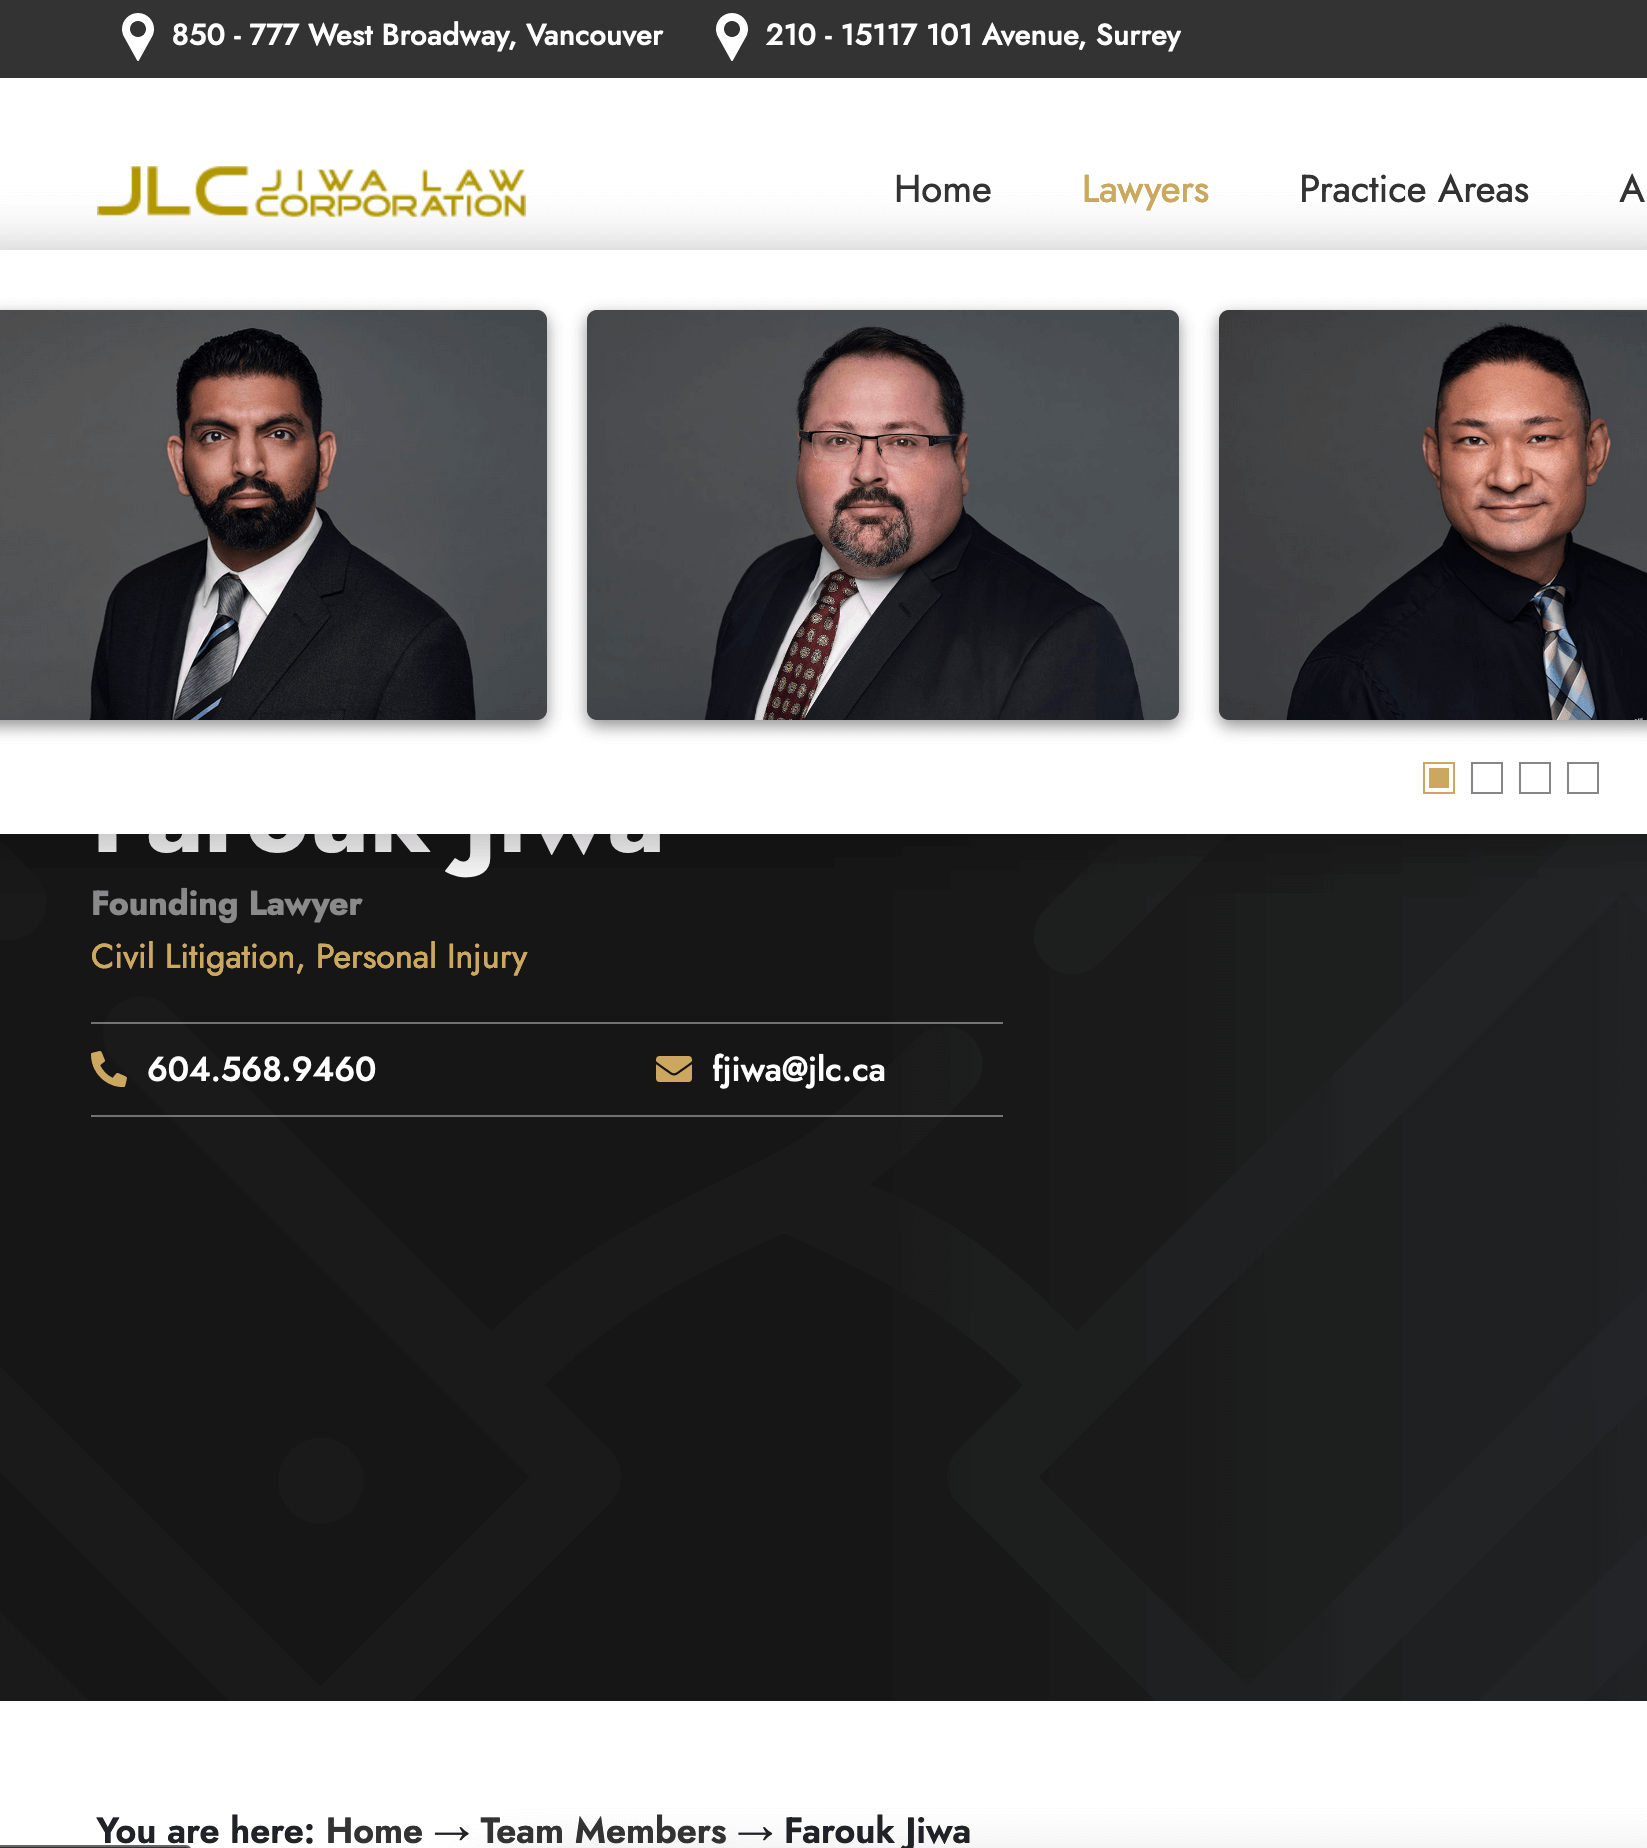 850 - 777 West Broadway, Vancouver
210 - 15117 101 Avenue, Surrey
JLC JIWA LAW
CORPORATION
Home
Lawyers
Practice Areas
Farouk Jiwa
Founding Lawyer
Civil Litigation, Personal Injury
604.568.9460
fjiwa@jlc.ca
You are here: Home → Team Members → Farouk Jiwa